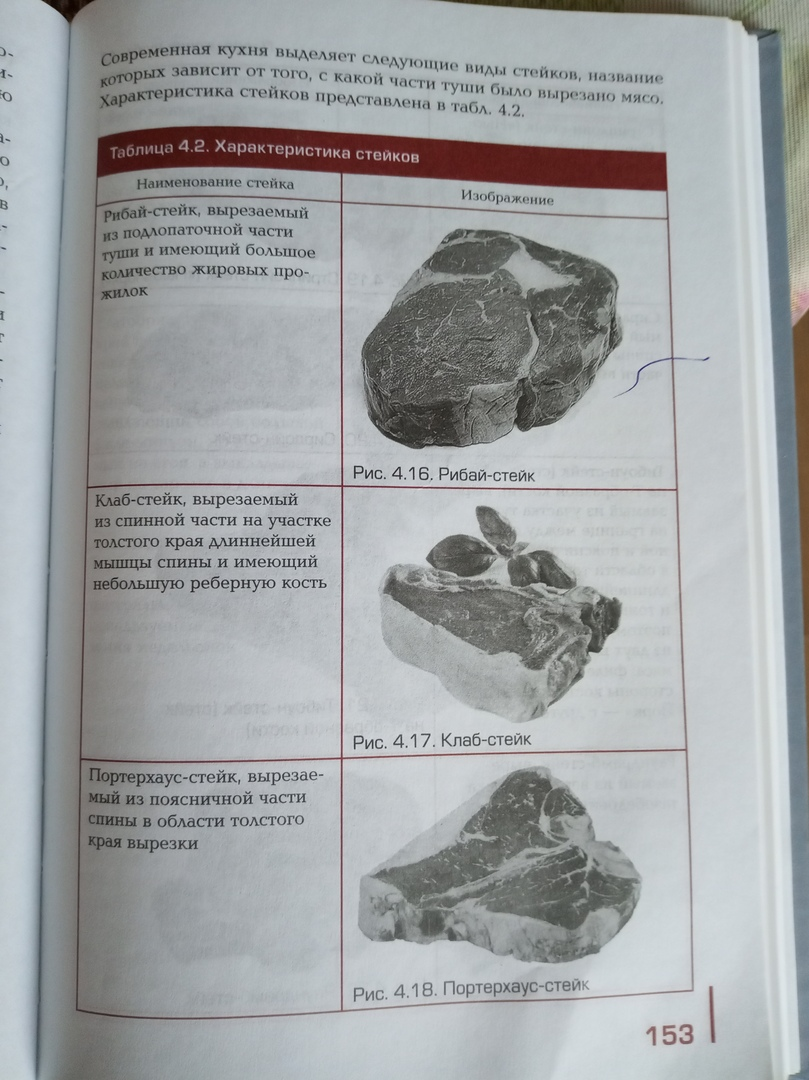 Современная кухня выделяет следующие виды стейков, название
которых зависит от того, с какой части туши было вырезано мясо.
Характеристика стейков представлена в табл. 4.2.
Таблица 4.2. Характеристика стейков
Наименование стейка
Изображение
Рибай-стейк, вырезаемый
из подлопаточной части
туши и имеющий большое
количество жировых про-
жилок
Рис. 4.16. Рибай-стейк
Клаб-стейк, вырезаемый
из спинной части на участке
толстого края длиннейшей
мышцы спины и имеющий
небольшую реберную кость
Рис. 4.17. Клаб-стейк
Портерхаус-стейк, вырезае-
мый из поясничной части
спины в области толстого
края вырезки
Рис. 4.18. Портерхаус-стейк
153